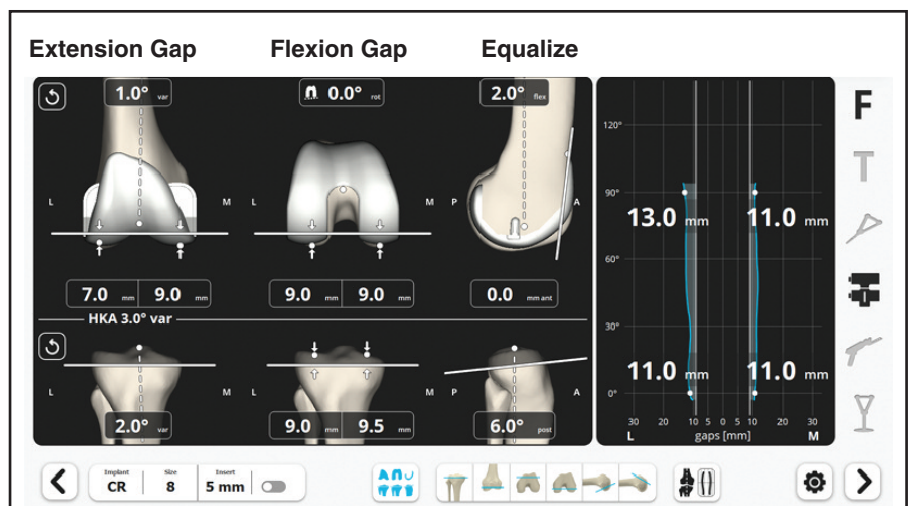 Extension Gap Flexion Gap Equalize
1.0° var 0.0° rot 2.0° flex
F
T
120°
90°
L M L M P A
13.0 mm 11.0 mm
60°
7.0 mm 9.0 mm 9.0 mm 9.0 mm 0.0 mm ant
HKA 3.0° var
30°
11.0 mm 11.0 mm
L M L M P A
0°
2.0° var 9.0 mm 9.5 mm 6.0° post
30 20 10 5 0 5 10 20 30
L gaps [mm] M
Implant Size Insert
CR 8 5 mm